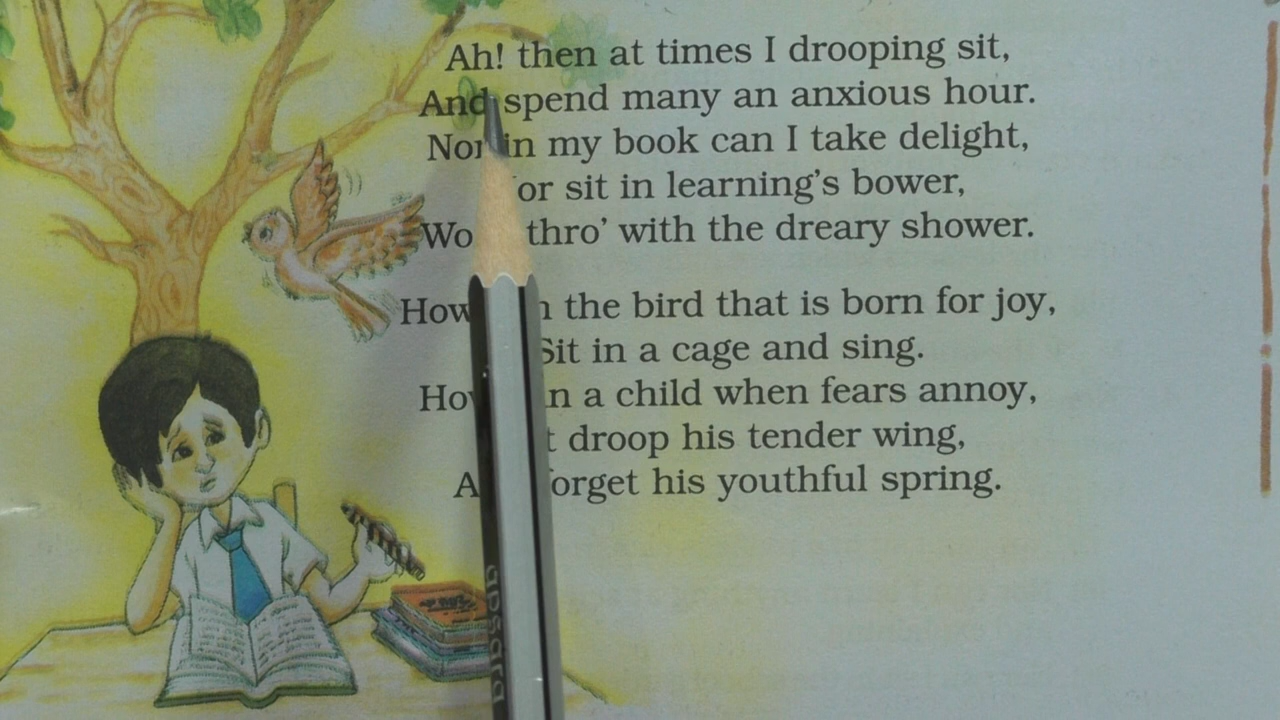 Ah! then at times I drooping sit,
And spend many an anxious hour.
Nor in my book can I take delight,
sit in learning's bower,
thro' with the dreary shower.
the bird that is born for joy,
Sit in a cage and sing.
a child when fears annoy,
droop his tender wing,
his youthful spring.
apsara